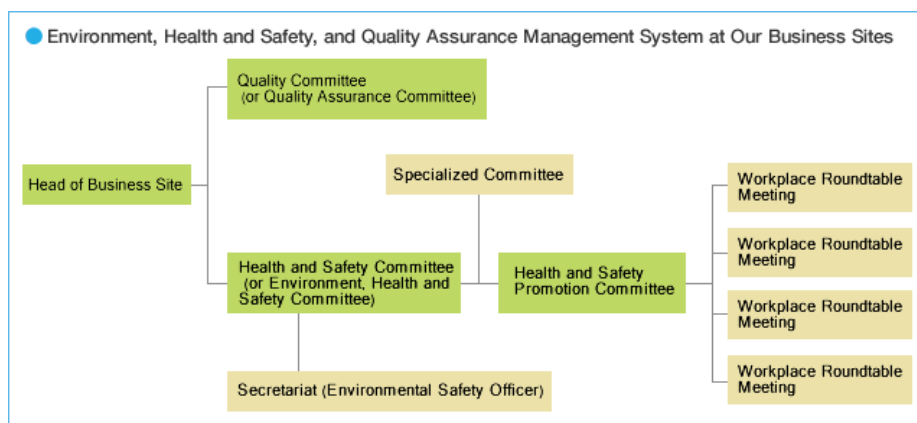 Environment, Health and Safety, and Quality Assurance Management System at Our Business Sites
Quality Committee
(or Quality Assurance Committee)
Head of Business Site
Specialized Committee
Health and Safety Committee
(or Environment, Health and
Safety Committee)
Health and Safety
Promotion Committee
Workplace Roundtable
Meeting
Workplace Roundtable
Meeting
Workplace Roundtable
Meeting
Workplace Roundtable
Meeting
Secretariat (Environmental Safety Officer)